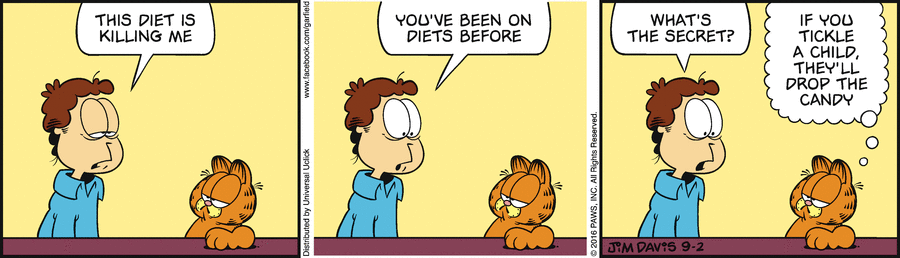 THIS DIET IS
KILLING ME
www.facebook.com/garfield
Distributed by Universal Uclick
YOU'VE BEEN ON
DIETS BEFORE
© 2016 PAWS, INC. All Rights Reserved.
WHAT'S
THE SECRET?
IF YOU
TICKLE
A CHILD,
THEY'LL
DROP THE
CANDY
JIM DAVIS 9-2